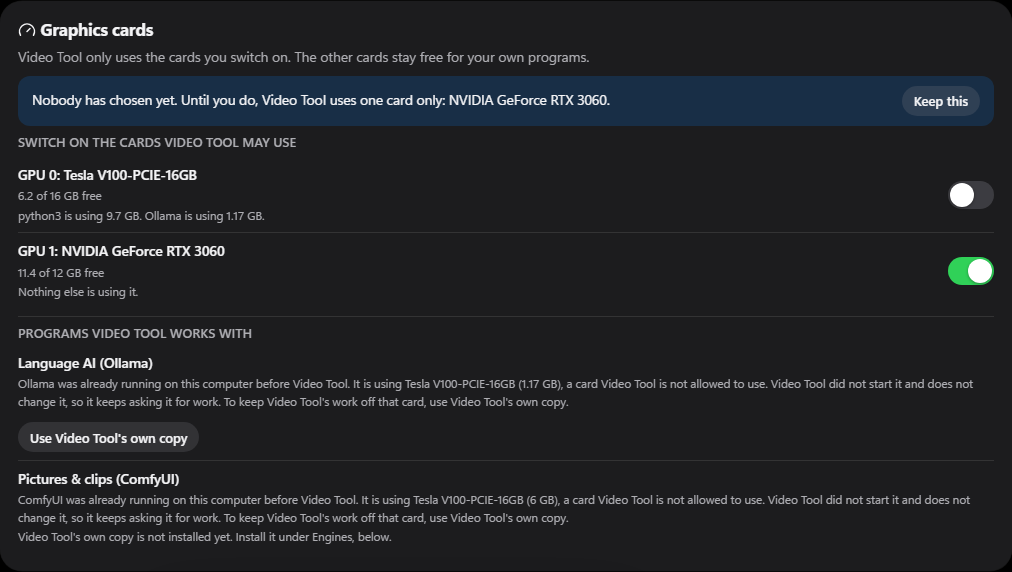 Graphics cards
Video Tool only uses the cards you switch on. The other cards stay free for your own programs.
Nobody has chosen yet. Until you do, Video Tool uses one card only: NVIDIA GeForce RTX 3060.
Keep this
SWITCH ON THE CARDS VIDEO TOOL MAY USE
GPU 0: Tesla V100-PCIE-16GB
6.2 of 16 GB free
python3 is using 9.7 GB. Ollama is using 1.17 GB.
GPU 1: NVIDIA GeForce RTX 3060
11.4 of 12 GB free
Nothing else is using it.
PROGRAMS VIDEO TOOL WORKS WITH
Language AI (Ollama)
Ollama was already running on this computer before Video Tool. It is using Tesla V100-PCIE-16GB (1.17 GB), a card Video Tool is not allowed to use. Video Tool did not start it and does not
change it, so it keeps asking it for work. To keep Video Tool's work off that card, use Video Tool's own copy.
Use Video Tool's own copy
Pictures & clips (ComfyUI)
ComfyUI was already running on this computer before Video Tool. It is using Tesla V100-PCIE-16GB (6 GB), a card Video Tool is not allowed to use. Video Tool did not start it and does not
change it, so it keeps asking it for work. To keep Video Tool's work off that card, use Video Tool's own copy.
Video Tool's own copy is not installed yet. Install it under Engines, below.